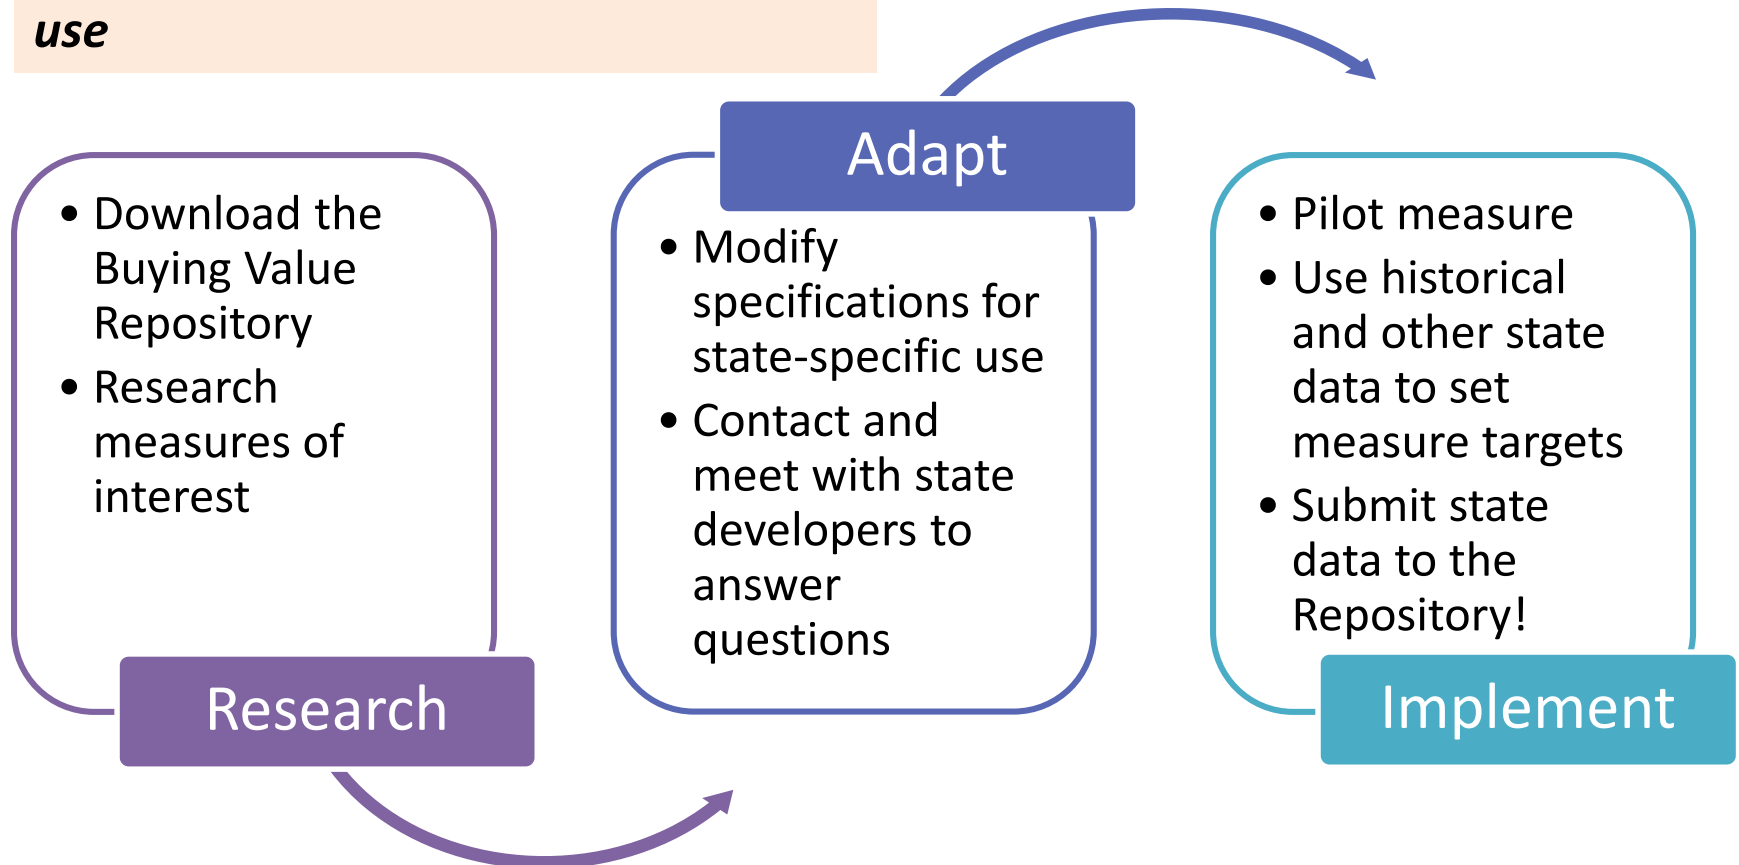 use
• Download the
Buying Value
Repository
• Research
measures of
interest
Research
Adapt
• Modify
specifications for
state-specific use
• Contact and
meet with state
developers to
answer
questions
• Pilot measure
• Use historical
and other state
data to set
measure targets
• Submit state
data to the
Repository!
Implement